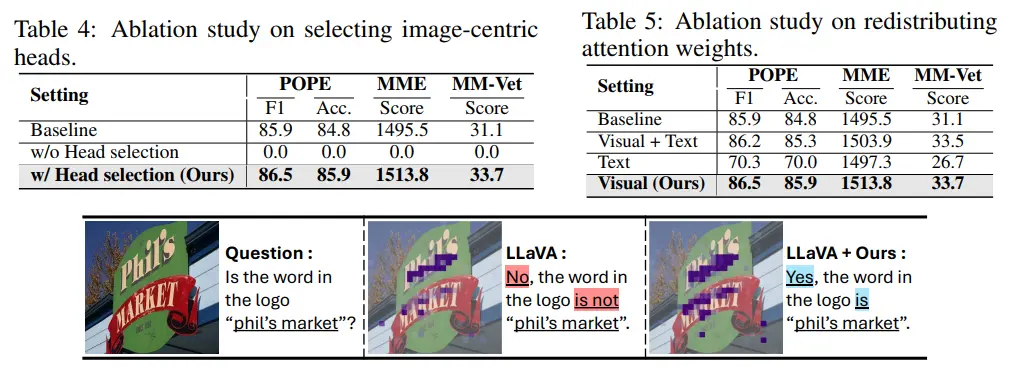 Table 4: Ablation study on selecting image-centric
heads.
Setting POPE MME MM-Vet
F1 Acc. Score Score
Baseline 85.9 84.8 1495.5 31.1
w/o Head selection 0.0 0.0 0.0 0.0
w/ Head selection (Ours) 86.5 85.9 1513.8 33.7
Table 5: Ablation study on redistributing
attention weights.
Setting POPE MME MM-Vet
F1 Acc. Score Score
Baseline 85.9 84.8 1495.5 31.1
Visual + Text 86.2 85.3 1503.9 33.5
Text 70.3 70.0 1497.3 26.7
Visual (Ours) 86.5 85.9 1513.8 33.7
Phil's
MARKET
Question :
Is the word in
the logo
“phil’s market”?
Phil's
MARKET
LLaVA :
No, the word in
the logo is not
“phil’s market”.
Phil's
MARKET
LLaVA + Ours :
Yes, the word in
the logo is
“phil’s market”.